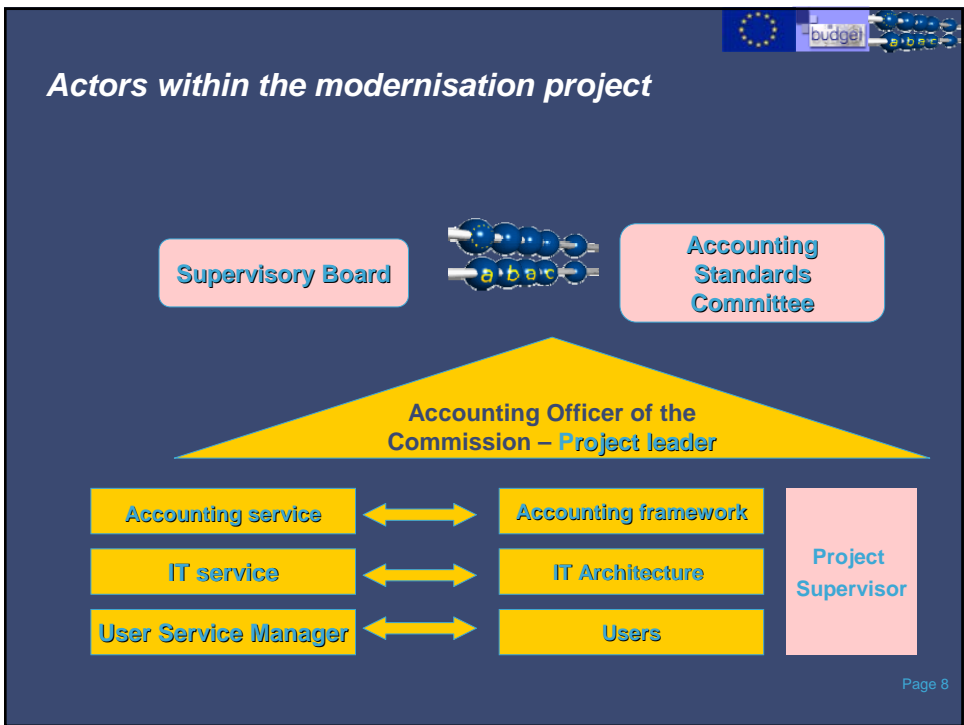 budget
a·b·a·c
Actors within the modernisation project
Supervisory Board
a·b·a·c
Accounting
Standards
Committee
Accounting Officer of the
Commission – Project leader
Accounting service
Accounting framework
IT service
IT Architecture
User Service Manager
Users
Project
Supervisor
Page 8